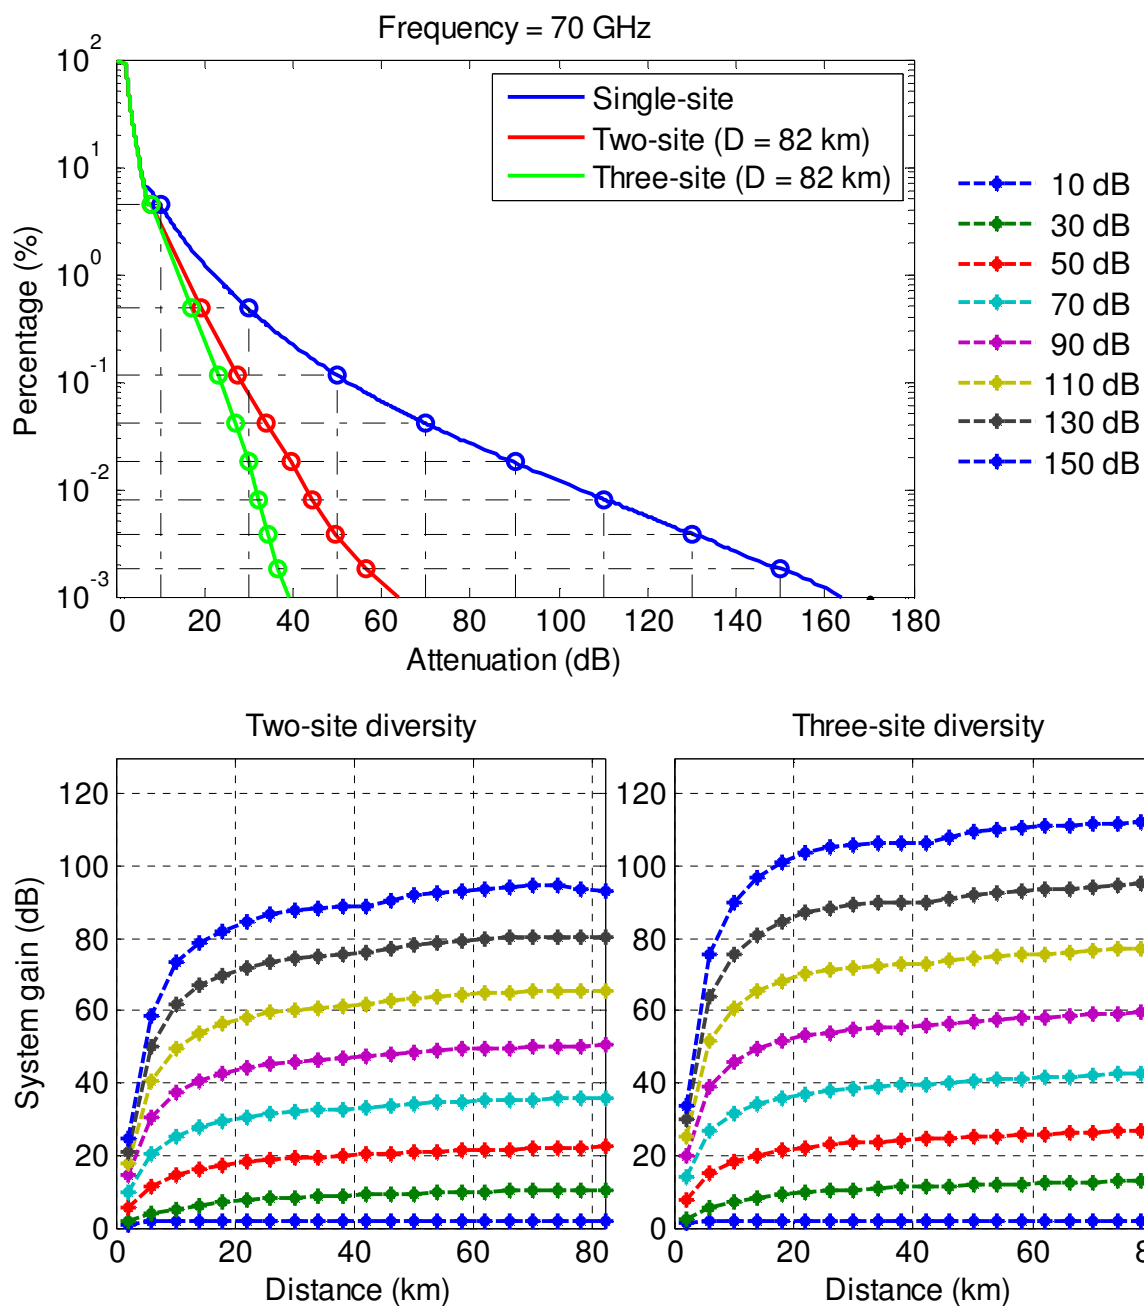 Frequency = 70 GHz
10^2
10^1
10^0
10^-1
10^-2
10^-3
Percentage (%)
0 20 40 60 80 100 120 140 160 180
Attenuation (dB)
Single-site
Two-site (D = 82 km)
Three-site (D = 82 km)
10 dB
30 dB
50 dB
70 dB
90 dB
110 dB
130 dB
150 dB
Two-site diversity
120
100
80
60
40
20
0
System gain (dB)
0 20 40 60 80
Distance (km)
Three-site diversity
120
100
80
60
40
20
0
0 20 40 60 8
Distance (km)